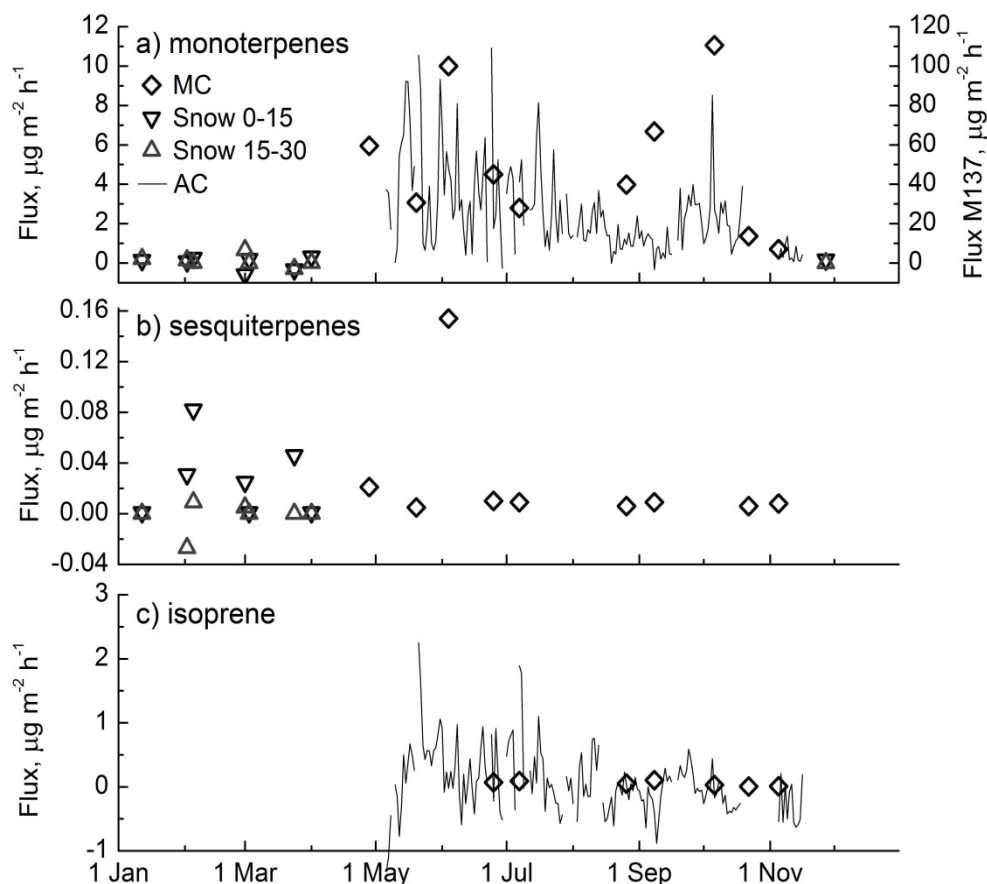 a) monoterpenes
MC
Snow 0-15
Snow 15-30
AC
Flux, µg m⁻² h⁻¹
12
10
8
6
4
2
0
Flux M137, µg m⁻² h⁻¹
120
100
80
60
40
20
0
b) sesquiterpenes
Flux, µg m⁻² h⁻¹
0.16
0.12
0.08
0.04
0.00
-0.04
c) isoprene
Flux, µg m⁻² h⁻¹
3
2
1
0
-1
1 Jan 1 Mar 1 May 1 Jul 1 Sep 1 Nov